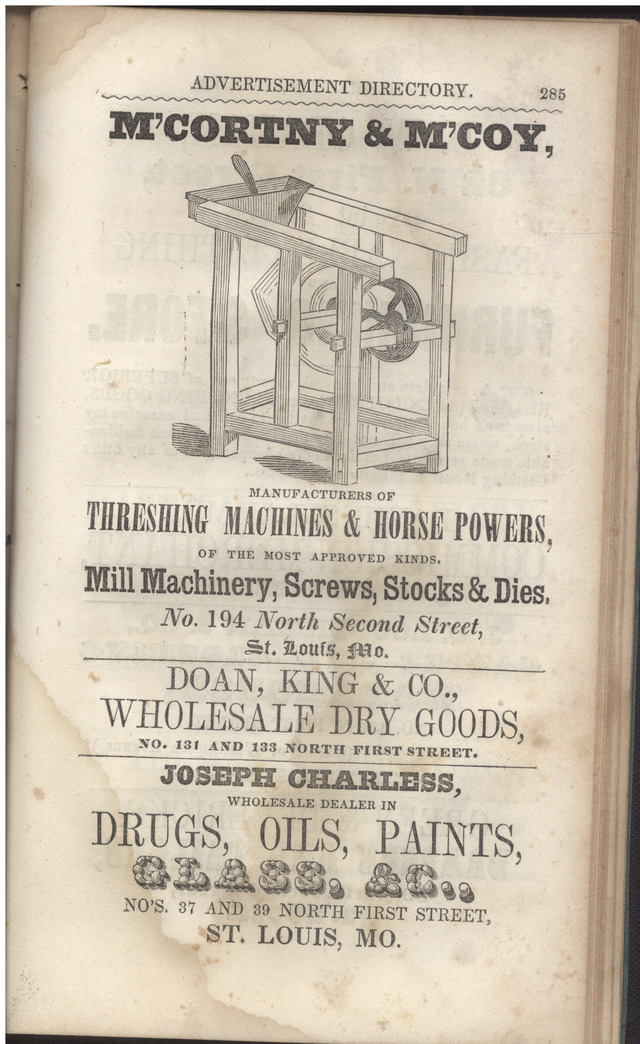 ADVERTISEMENT DIRECTORY. 285
M'CORTNY & M'COY,
MANUFACTURERS OF
THRESHING MACHINES & HORSE POWERS,
OF THE MOST APPROVED KINDS.
Mill Machinery, Screws, Stocks & Dies.
No. 194 North Second Street,
St. Louis, Mo.
DOAN, KING & CO.,
WHOLESALE DRY GOODS,
NO. 131 AND 133 NORTH FIRST STREET.
JOSEPH CHARLESS,
WHOLESALE DEALER IN
DRUGS, OILS, PAINTS,
GLASS, &C.,
NO'S. 37 AND 39 NORTH FIRST STREET,
ST. LOUIS, MO.